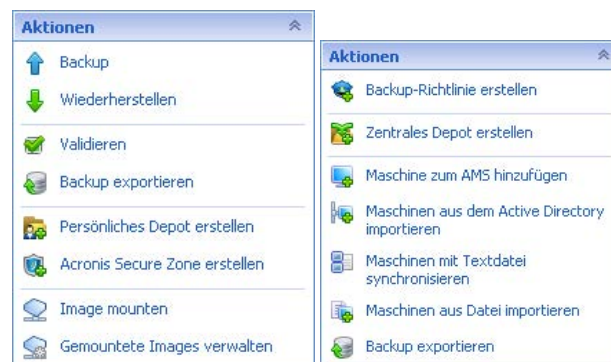 Aktionen
Backup
Wiederherstellen
Validieren
Backup exportieren
Persönliches Depot erstellen
Acronis Secure Zone erstellen
Image mounten
Gemountete Images verwalten
Aktionen
Backup-Richtlinie erstellen
Zentrales Depot erstellen
Maschine zum AMS hinzufügen
Maschinen aus dem Active Directory
importieren
Maschinen mit Textdatei
synchronisieren
Maschinen aus Datei importieren
Backup exportieren